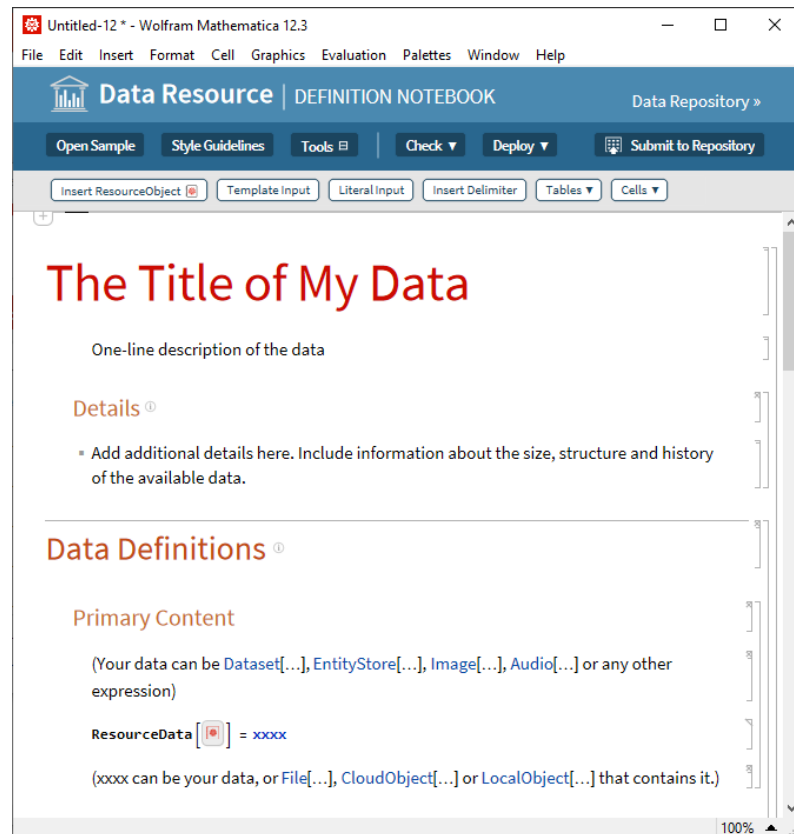 Untitled-12 * - Wolfram Mathematica 12.3
File Edit Insert Format Cell Graphics Evaluation Palettes Window Help
Data Resource | DEFINITION NOTEBOOK
Data Repository »
Open Sample Style Guidelines Tools Check ▼ Deploy ▼ Submit to Repository
Insert ResourceObject Template Input Literal Input Insert Delimiter Tables ▼ Cells ▼
The Title of My Data
One-line description of the data
Details
▪ Add additional details here. Include information about the size, structure and history
of the available data.
Data Definitions
Primary Content
(Your data can be Dataset[...], EntityStore[...], Image[...], Audio[...] or any other
expression)
ResourceData[ ] = xxxx
(xxxx can be your data, or File[...], CloudObject[...] or LocalObject[...] that contains it.)
100% ▲